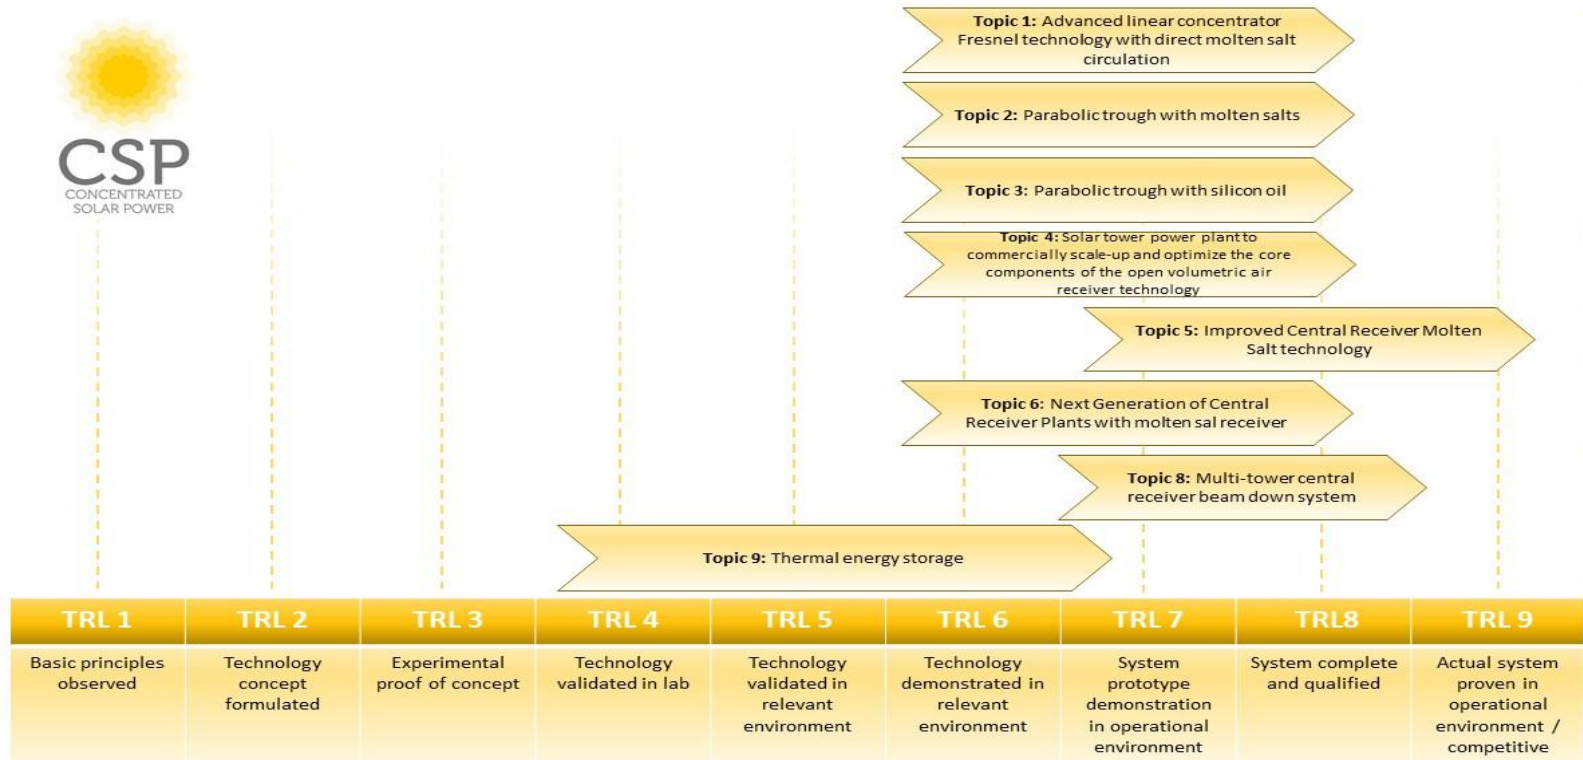 CSP
CONCENTRATED
SOLAR POWER
Topic 1: Advanced linear concentrator
Fresnel technology with direct molten salt
circulation
Topic 2: Parabolic trough with molten salts
Topic 3: Parabolic trough with silicon oil
Topic 4: Solar tower power plant to
commercially scale-up and optimize the core
components of the open volumetric air
receiver technology
Topic 5: Improved Central Receiver Molten
Salt technology
Topic 6: Next Generation of Central
Receiver Plants with molten sal receiver
Topic 8: Multi-tower central
receiver beam down system
Topic 9: Thermal energy storage
TRL 1
TRL 2
TRL 3
TRL 4
TRL 5
TRL 6
TRL 7
TRL8
TRL 9
Basic principles
observed
Technology
concept
formulated
Experimental
proof of concept
Technology
validated in lab
Technology
validated in
relevant
environment
Technology
demonstrated in
relevant
environment
System
prototype
demonstration
in operational
environment
System complete
and qualified
Actual system
proven in
operational
environment /
competitive